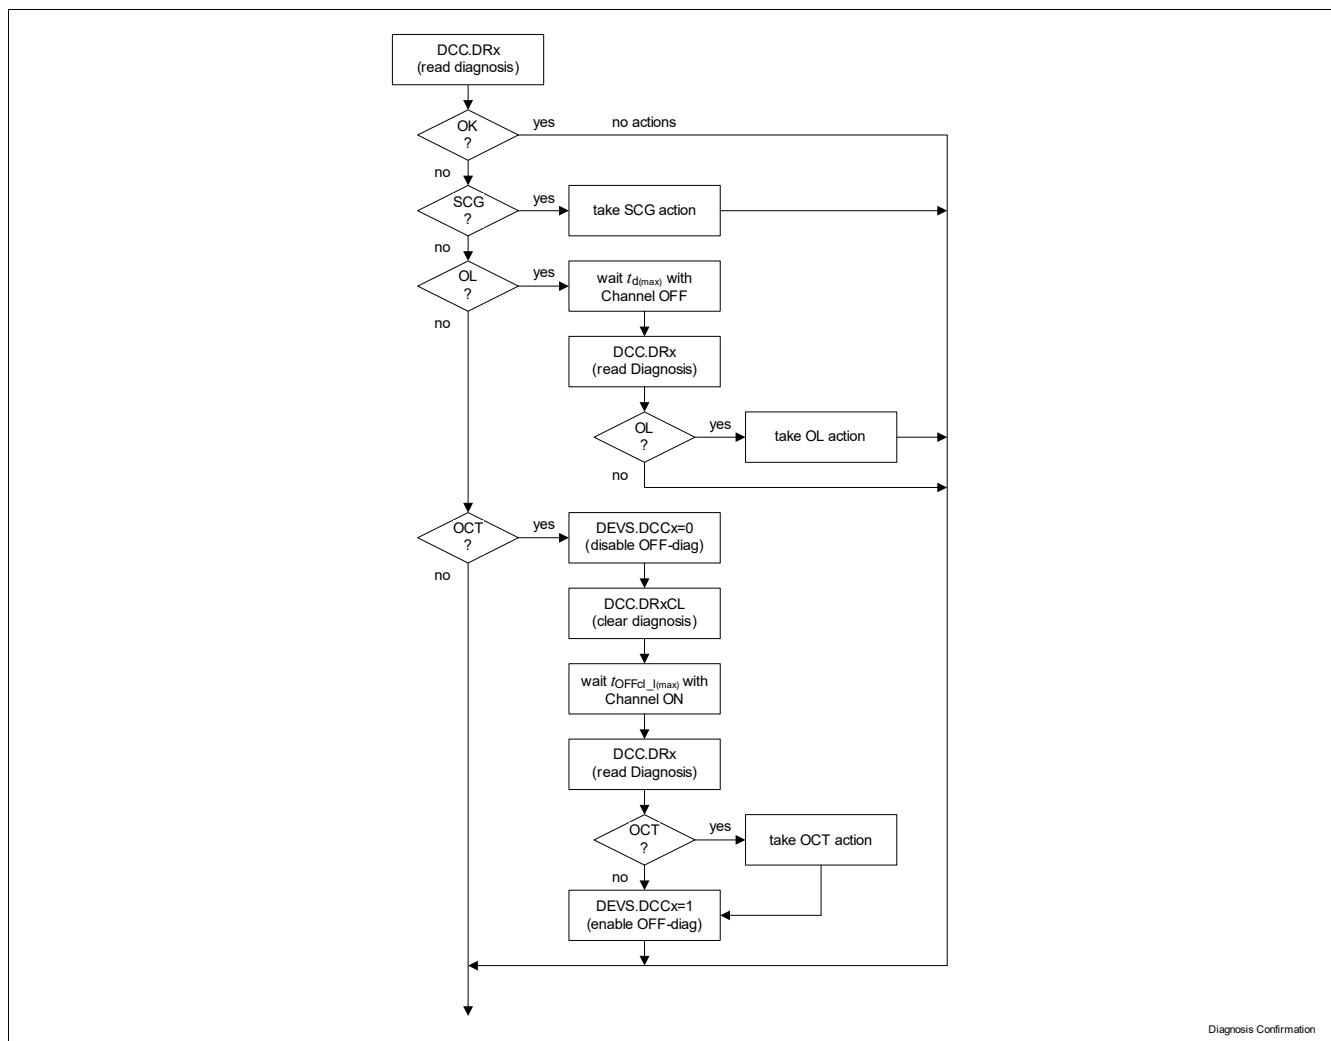 DCC.DRx
(read diagnosis)
OK
?
yes
no actions
no
SCG
?
yes
take SCG action
no
OL
?
yes
wait td(max) with
Channel OFF
no
DCC.DRx
(read Diagnosis)
OL
?
yes
take OL action
no
OCT
?
yes
DEVS.DCCx=0
(disable OFF-diag)
no
DCC.DRxCL
(clear diagnosis)
wait tOFFcl_l(max) with
Channel ON
DCC.DRx
(read Diagnosis)
OCT
?
yes
take OCT action
no
DEVS.DCCx=1
(enable OFF-diag)
Diagnosis Confirmation